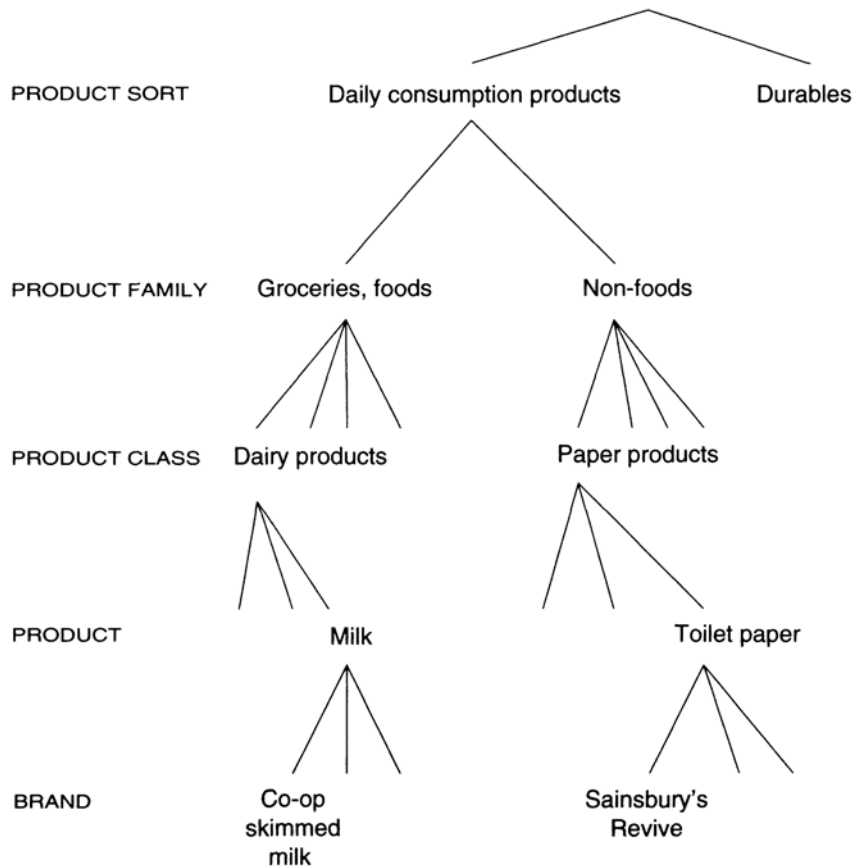 PRODUCT SORT Daily consumption products Durables
PRODUCT FAMILY Groceries, foods Non-foods
PRODUCT CLASS Dairy products Paper products
PRODUCT Milk Toilet paper
BRAND Co-op Sainsbury's
skimmed Revive
milk